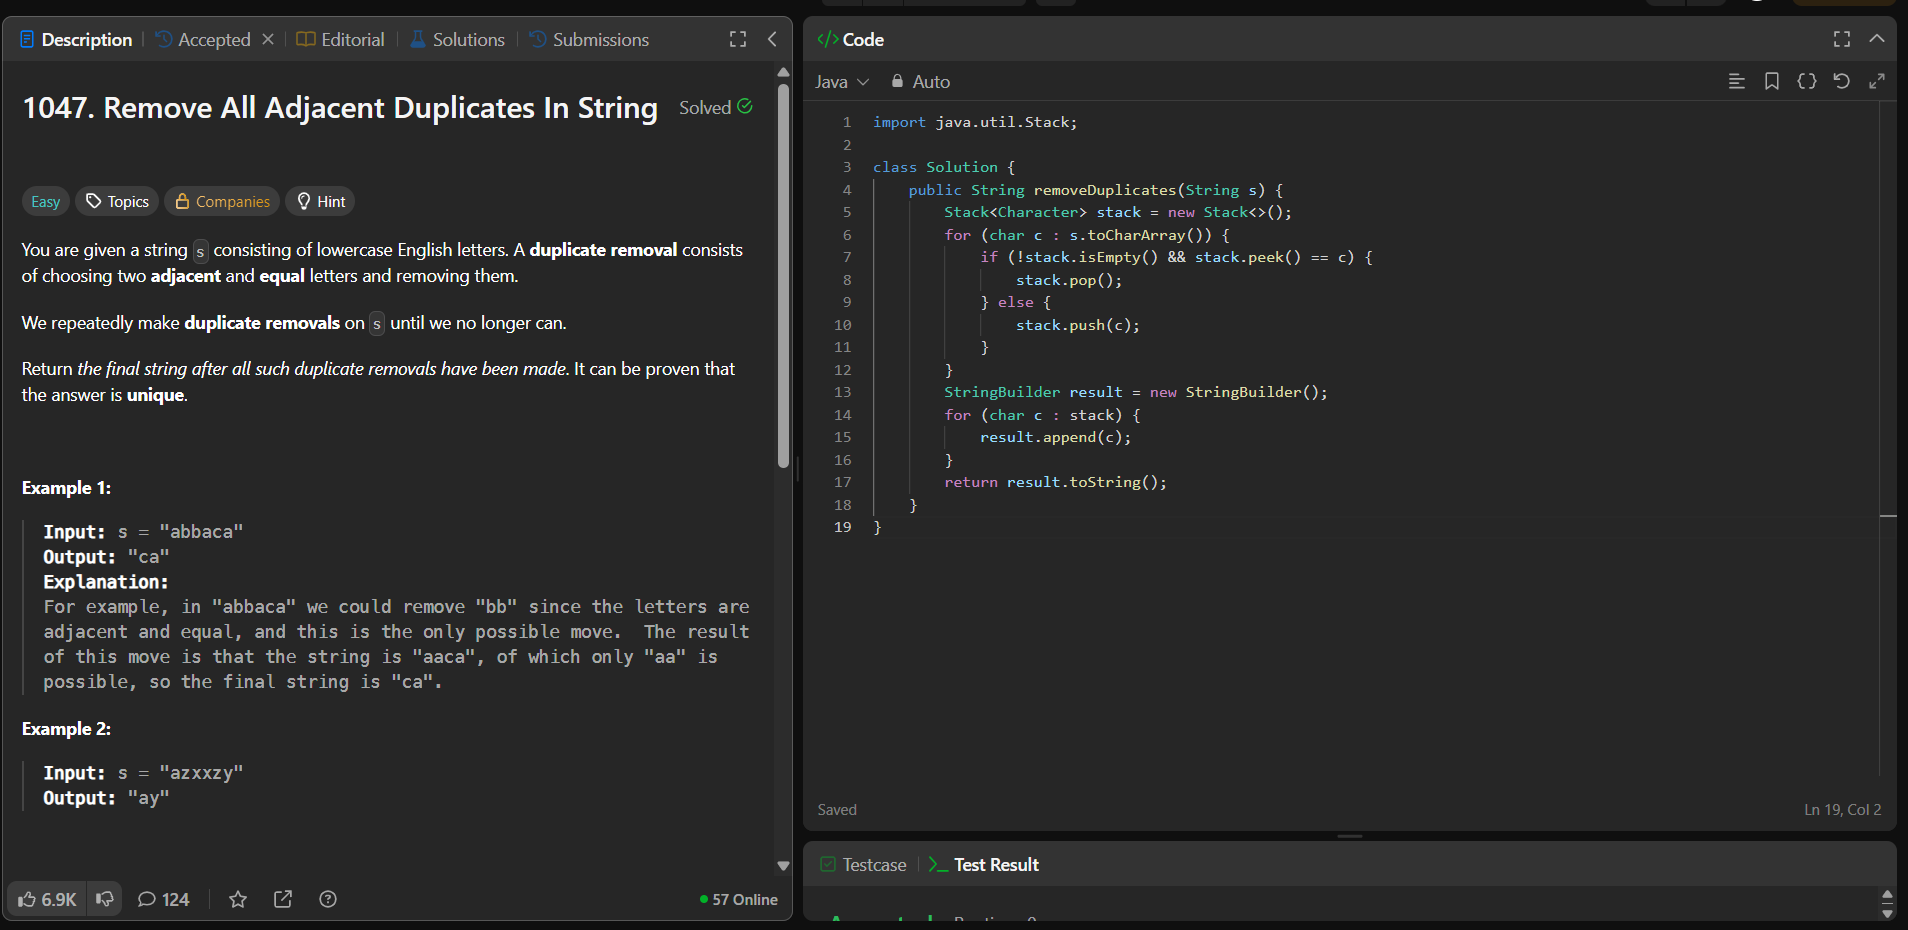 Description
Accepted
Editorial
Solutions
Submissions
1047. Remove All Adjacent Duplicates In String
Solved
Easy
Topics
Companies
Hint
You are given a string s consisting of lowercase English letters. A duplicate removal consists
of choosing two adjacent and equal letters and removing them.
We repeatedly make duplicate removals on s until we no longer can.
Return the final string after all such duplicate removals have been made. It can be proven that
the answer is unique.
Example 1:
Input: s = "abbaca"
Output: "ca"
Explanation:
For example, in "abbaca" we could remove "bb" since the letters are
adjacent and equal, and this is the only possible move.  The result
of this move is that the string is "aaca", of which only "aa" is
possible, so the final string is "ca".
Example 2:
Input: s = "azxxzy"
Output: "ay"
6.9K
124
57 Online
</> Code
Java
Auto
1 import java.util.Stack;
2
3 class Solution {
4     public String removeDuplicates(String s) {
5         Stack<Character> stack = new Stack<>();
6         for (char c : s.toCharArray()) {
7             if (!stack.isEmpty() && stack.peek() == c) {
8                 stack.pop();
9             } else {
10                 stack.push(c);
11             }
12         }
13         StringBuilder result = new StringBuilder();
14         for (char c : stack) {
15             result.append(c);
16         }
17         return result.toString();
18     }
19 }
Saved
Ln 19, Col 2
Testcase
Test Result